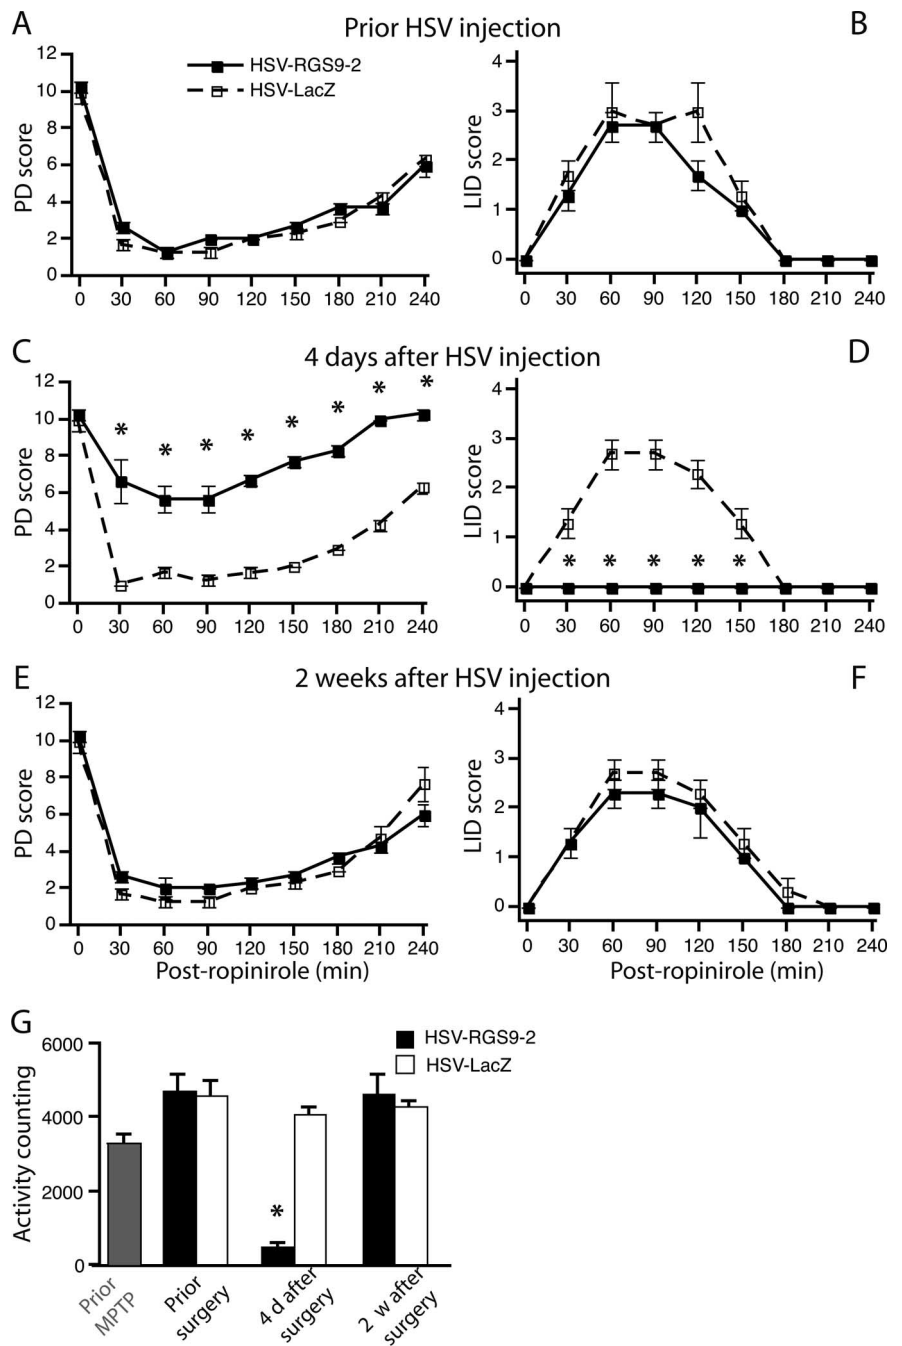 A
Prior HSV injection
B
HSV-RGS9-2
HSV-LacZ
12
10
8
6
4
2
0
PD score
0 30 60 90 120 150 180 210 240
4
3
2
1
0
LID score
0 30 60 90 120 150 180 210 240
C
4 days after HSV injection
D
12
10
8
6
4
2
0
PD score
* * * * * * * *
0 30 60 90 120 150 180 210 240
4
3
2
1
0
LID score
* * * * *
0 30 60 90 120 150 180 210 240
E
2 weeks after HSV injection
F
12
10
8
6
4
2
0
PD score
0 30 60 90 120 150 180 210 240
Post-ropinirole (min)
4
3
2
1
0
LID score
0 30 60 90 120 150 180 210 240
Post-ropinirole (min)
G
HSV-RGS9-2
HSV-LacZ
6000
4000
2000
0
Activity counting
*
Prior
MPTP
Prior
surgery
4 d after
surgery
2 w after
surgery